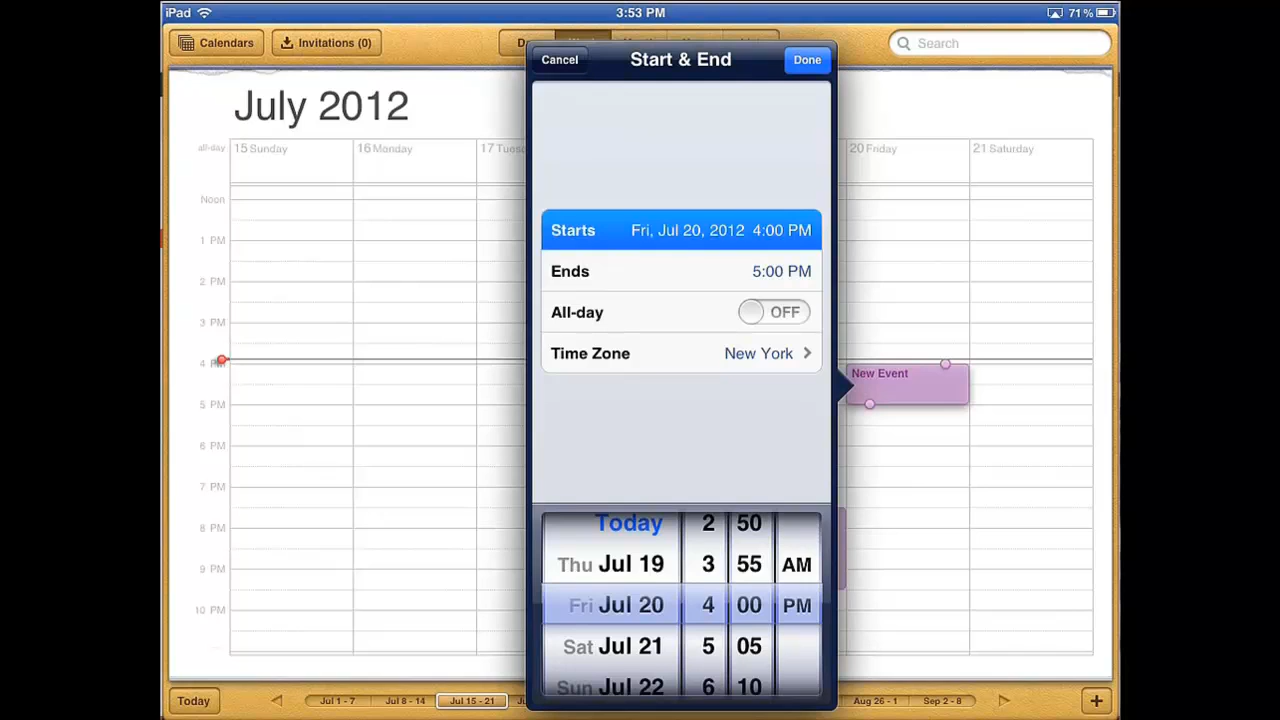 iPad 3:53 PM 71%
Calendars Invitations (0) Search
Cancel Start & End Done
July 2012
all-day 15 Sunday 16 Monday 17 20 Friday 21 Saturday
Noon
1 PM
2 PM
3 PM
4
5 PM
6 PM
7 PM
8 PM
9 PM
10 PM
Starts Fri, Jul 20, 2012 4:00 PM
Ends 5:00 PM
All-day OFF
Time Zone New York
New Event
Today 2 50
Thu Jul 19 3 55 AM
Fri Jul 20 4 00 PM
Sat Jul 21 5 05
Sun Jul 22 6 10
Today Jul 1 - 7 Jul 8 - 14 Jul 15 - 21 Aug 26 - 1 Sep 2 - 8 +